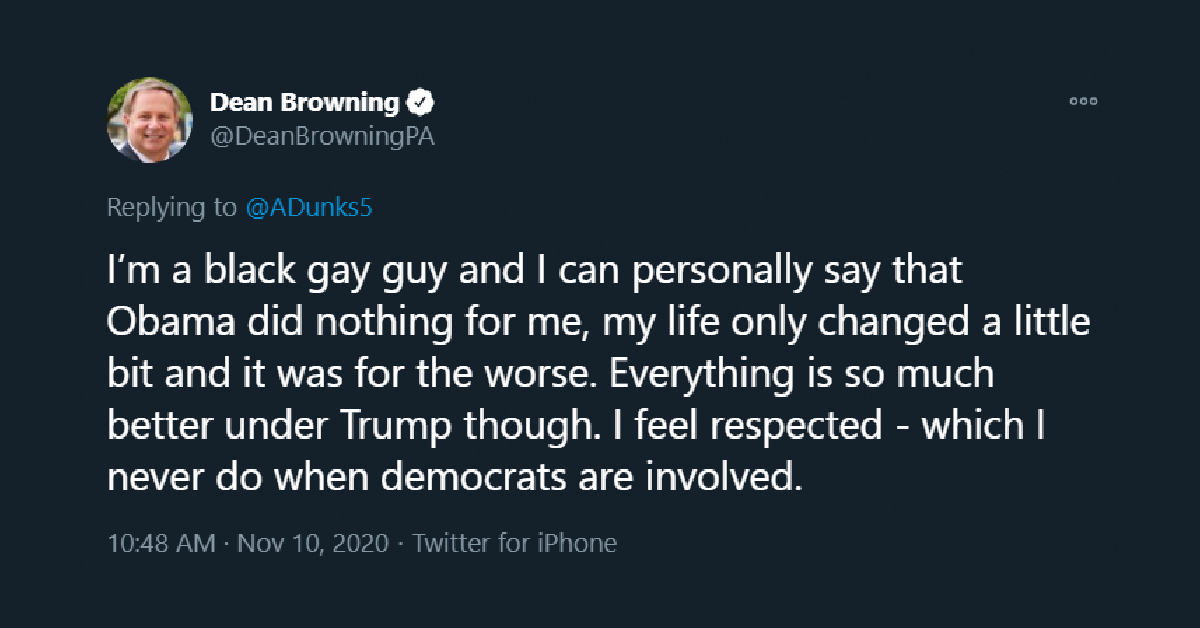 Dean Browning
@DeanBrowningPA
Replying to @ADunks5
I‘m a black gay guy and I can personally say that
Obama did nothing for me, my life only changed a little
bit and it was for the worse. Everything is so much
better under Trump though. I feel respected - which I
never do when democrats are involved.
10:48 AM · Nov 10, 2020 · Twitter for iPhone